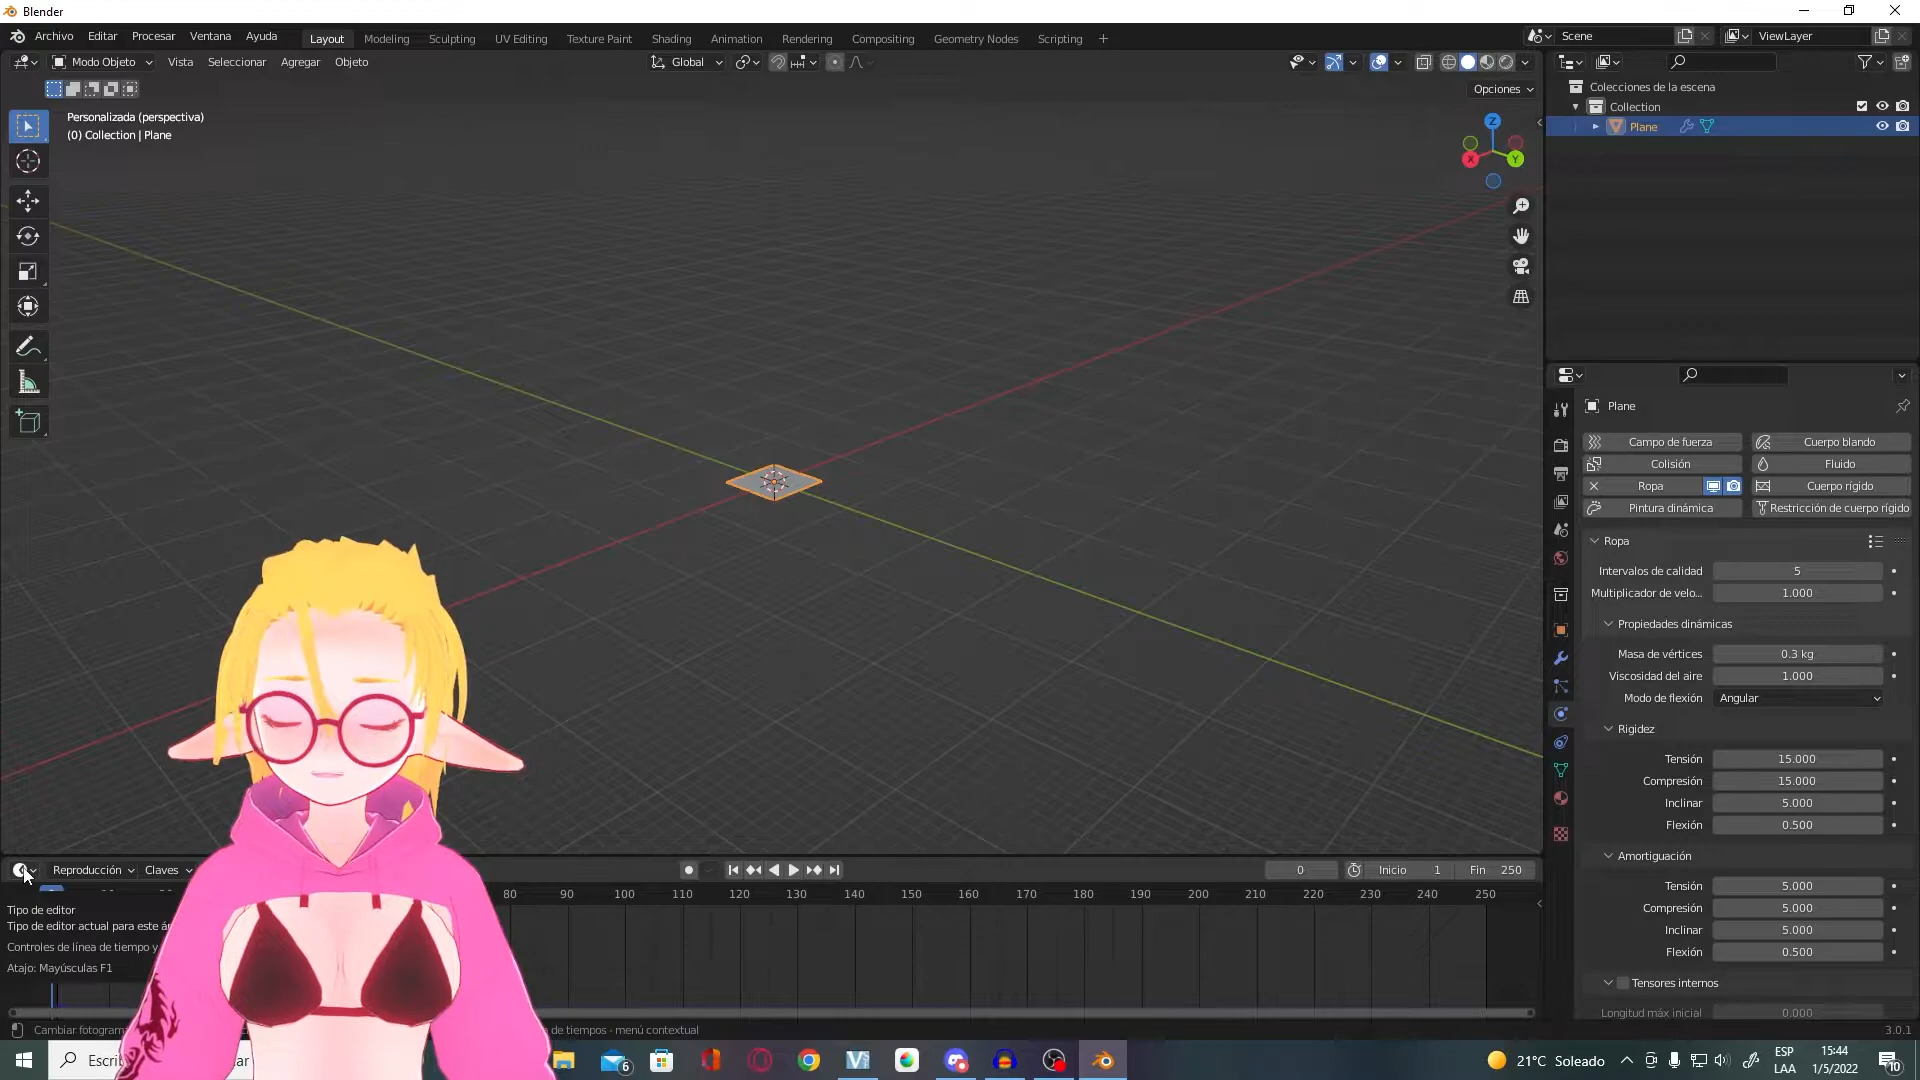 Blender
Archivo Editar Procesar Ventana Ayuda Layout Modeling Sculpting UV Editing Texture Paint Shading Animation Rendering Compositing Geometry Nodes Scripting + Scene ViewLayer
Modo Objeto Vista Seleccionar Agregar Objeto Global
Opciones
Personalizada (perspectiva)
(0) Collection | Plane
Z
X
Y
Colecciones de la escena
Collection
Plane
Plane
Campo de fuerza Cuerpo blando
Colisión Fluido
Ropa Cuerpo rígido
Pintura dinámica Restricción de cuerpo rígido
Ropa
Intervalos de calidad 5
Multiplicador de velo... 1.000
Propiedades dinámicas
Masa de vértices 0.3 kg
Viscosidad del aire 1.000
Modo de flexión Angular
Rigidez
Tensión 15.000
Compresión 15.000
Inclinar 5.000
Flexión 0.500
Amortiguación
Tensión 5.000
Compresión 5.000
Inclinar 5.000
Flexión 0.500
Tensores internos
Longitud máx inicial 0.000
Reproducción Claves 0 Inicio 1 Fin 250
80 90 100 110 120 130 140 150 160 170 180 190 200 210 220 230 240 250
Tipo de editor
Tipo de editor actual para este
Controles de línea de tiempo y
Atajo: Mayúsculas F1
Cambiar fotogram de tiempos - menú contextual
3.0.1
Escrib ar 6 21°C Soleado ESP
LAA 15:44
1/5/2022 10